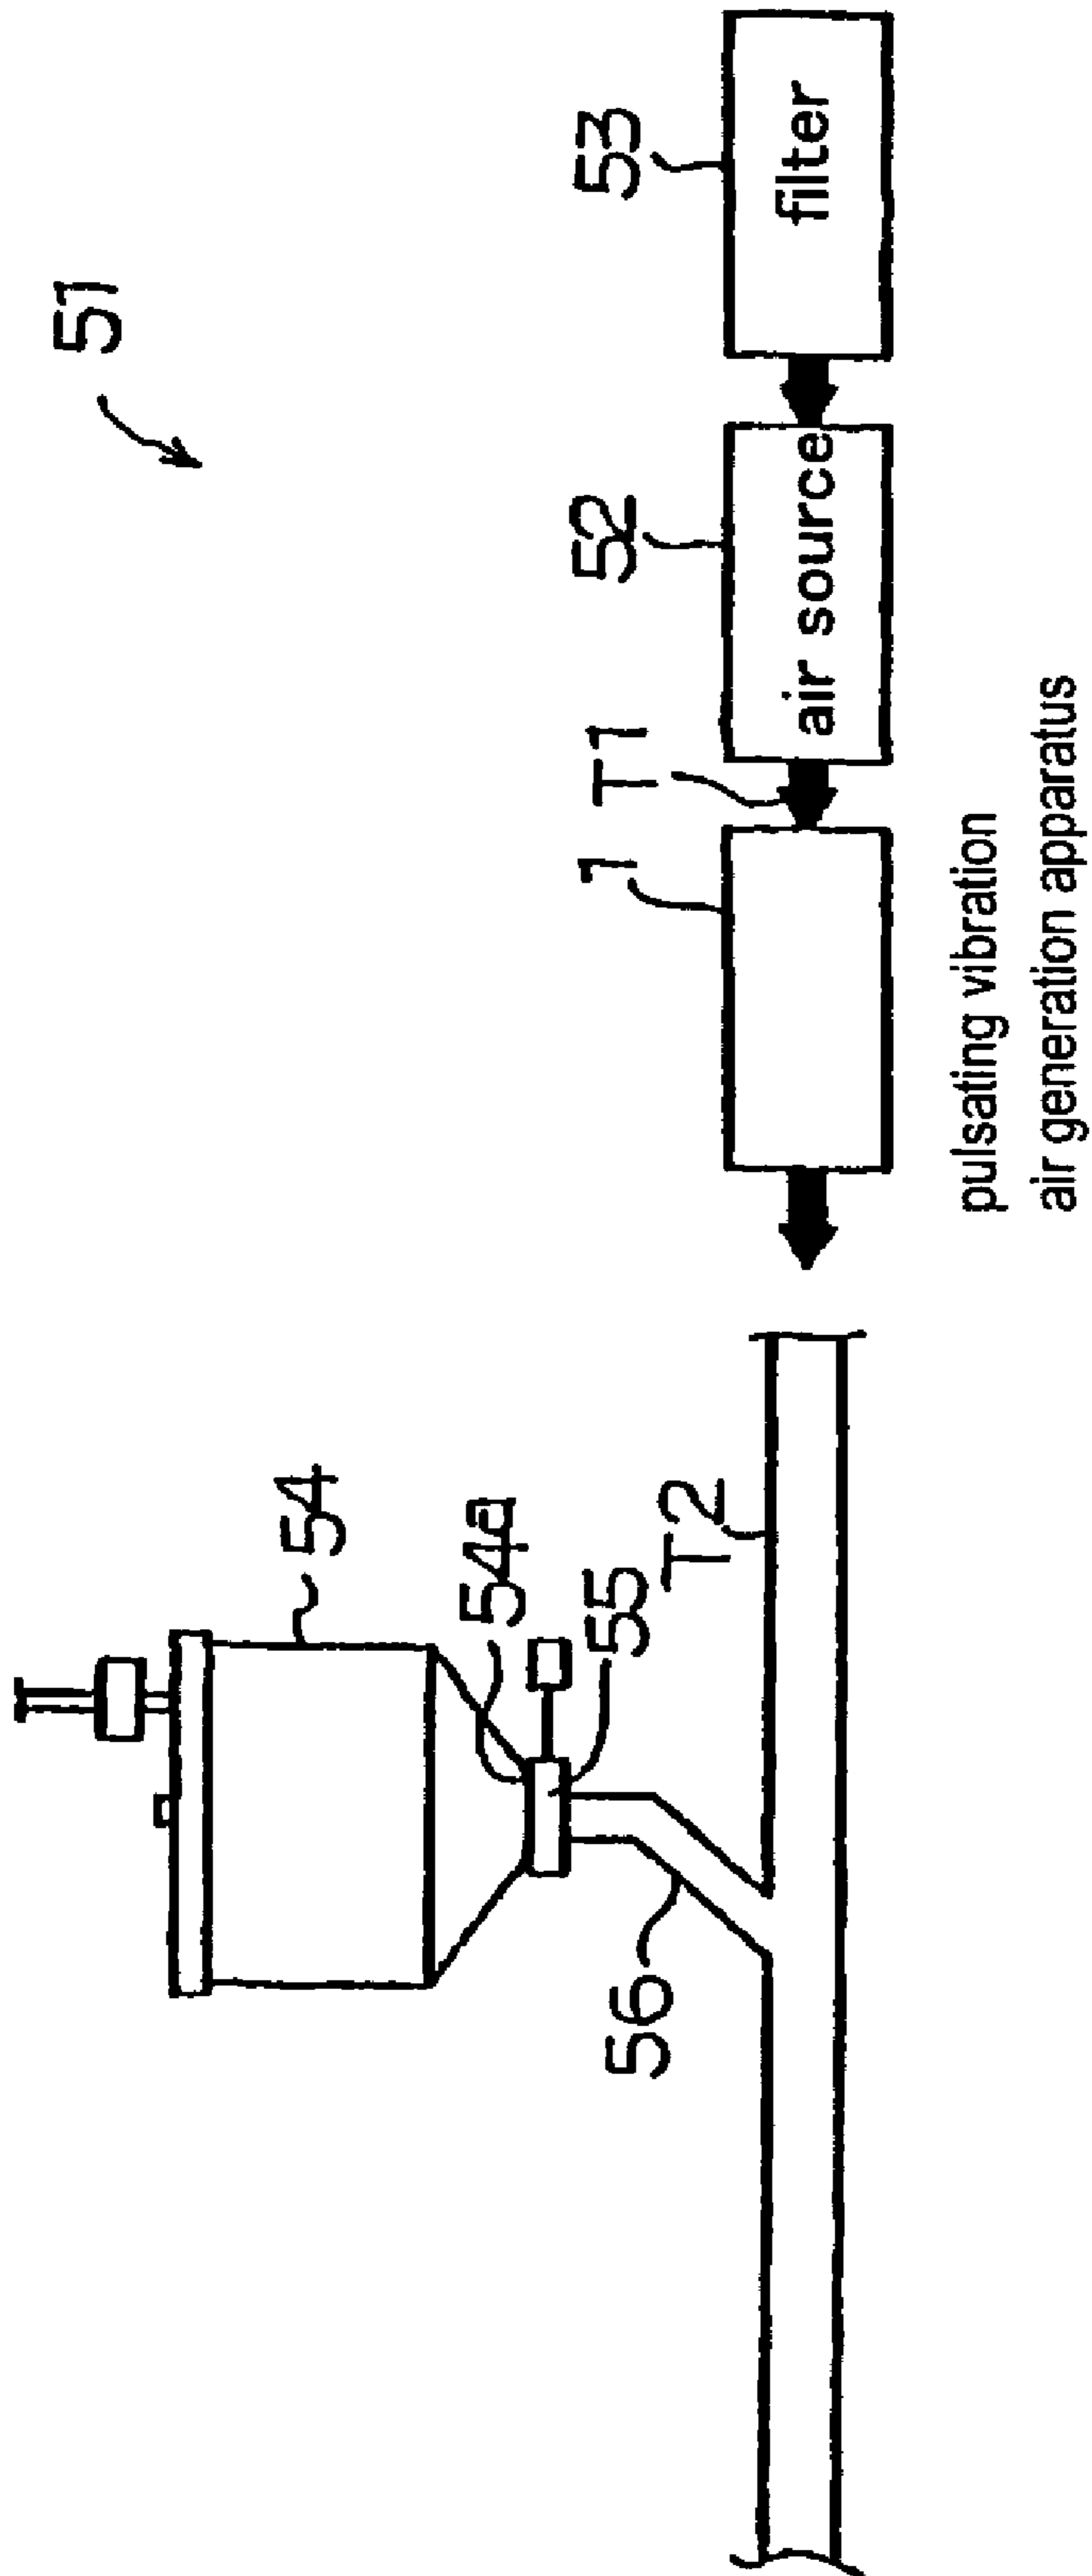 51
54
54a
55
T2
56
1
T1
52
53
air source
filter
pulsating vibration
air generation apparatus